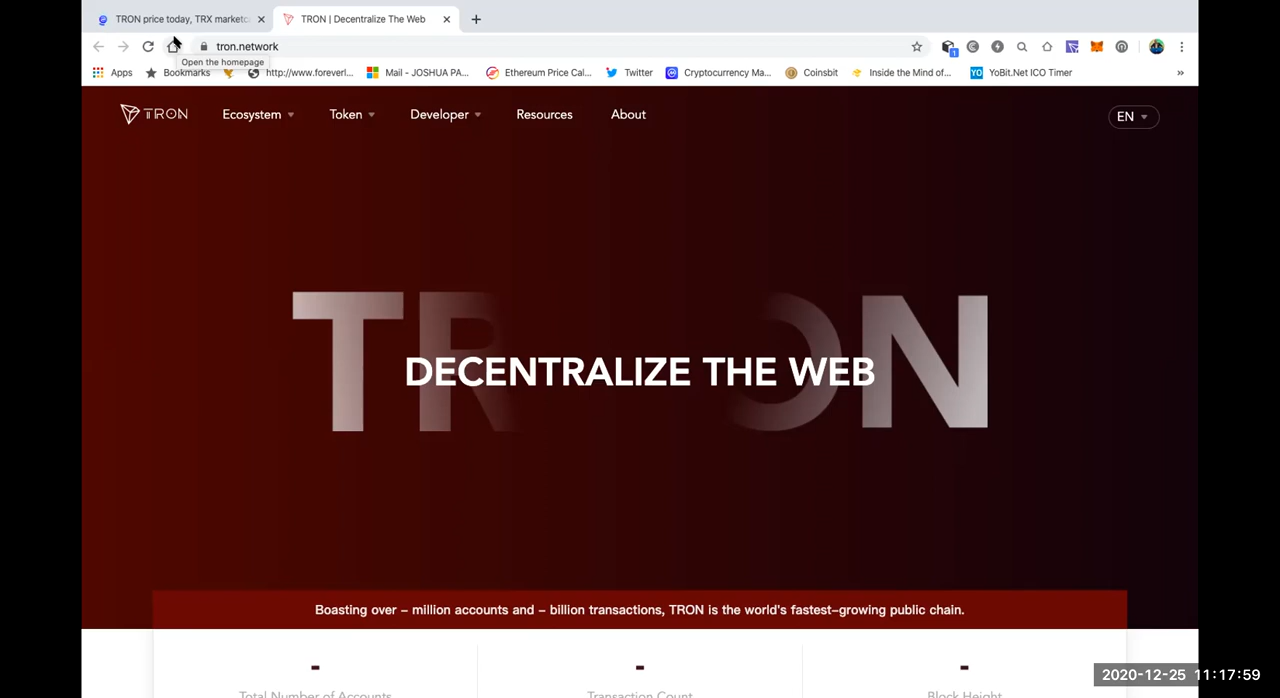 TRON price today, TRX marketc
TRON | Decentralize The Web
tron.network
Open the homepage
Apps
Bookmarks
http://www.foreverl...
Mail - JOSHUA PA...
Ethereum Price Cal...
Twitter
Cryptocurrency Ma...
Coinsbit
Inside the Mind of...
YO
YoBit.Net ICO Timer
»
1
TRON
Ecosystem
Token
Developer
Resources
About
EN
TRON
DECENTRALIZE THE WEB
Boasting over – million accounts and – billion transactions, TRON is the world's fastest–growing public chain.
- - -
Total Number of Accounts
Transaction Count
Block Height
2020-12-25 11:17:59